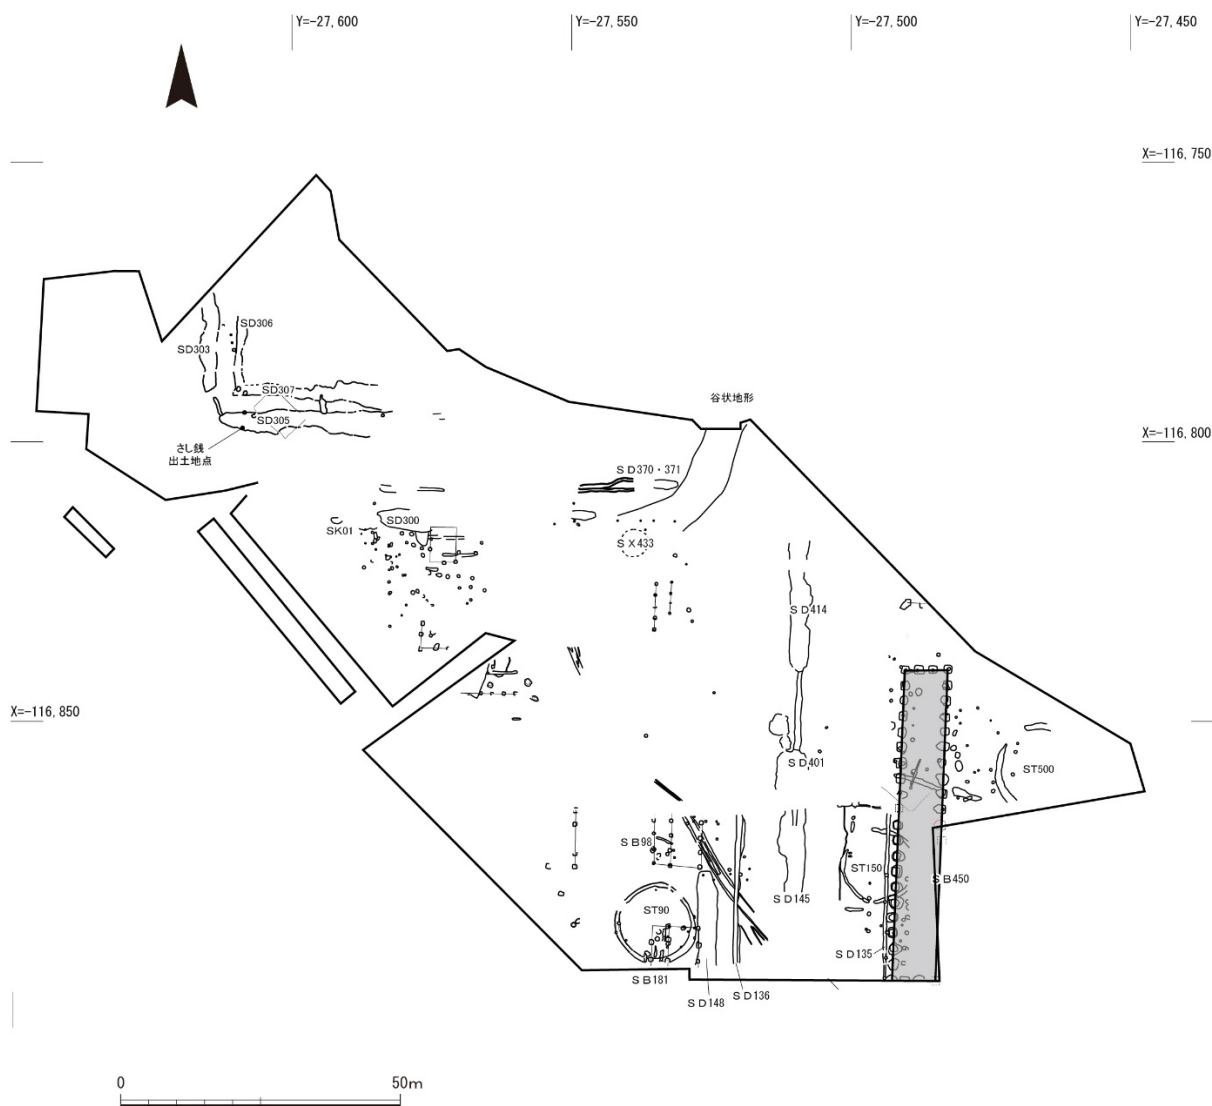 Y=-27,600
Y=-27,550
Y=-27,500
Y=-27,450
X=-116,750
SD306
SD303
SD307
SD305
谷状地形
X=-116,800
さし銭
出土地点
SD370・371
SD300
SK01
SX433
SD414
X=-116,850
SD401
ST500
SB98
ST150
SB450
SD145
ST90
SD135
SB181
SD148
SD136
0
50m